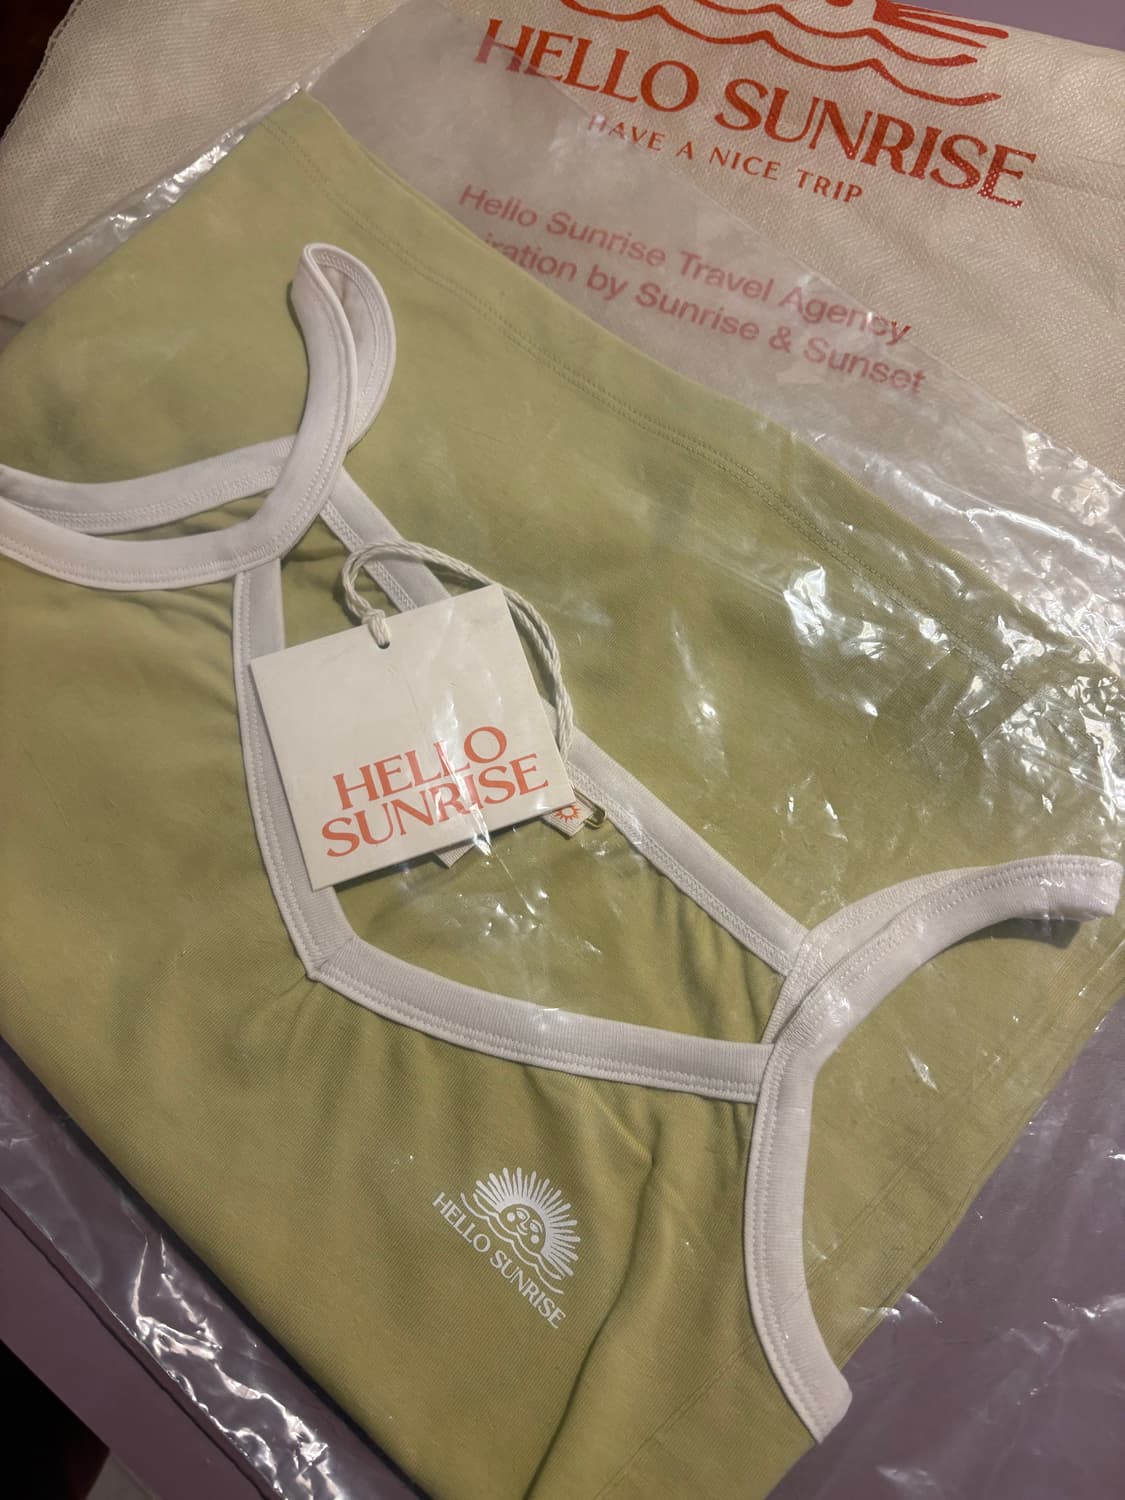 HELLO SUNRISE
HAVE A NICE TRIP
Hello Sunrise Travel Agency
by Sunrise & Sunset
HELLO
SUNRISE
HELLO SUNRISE